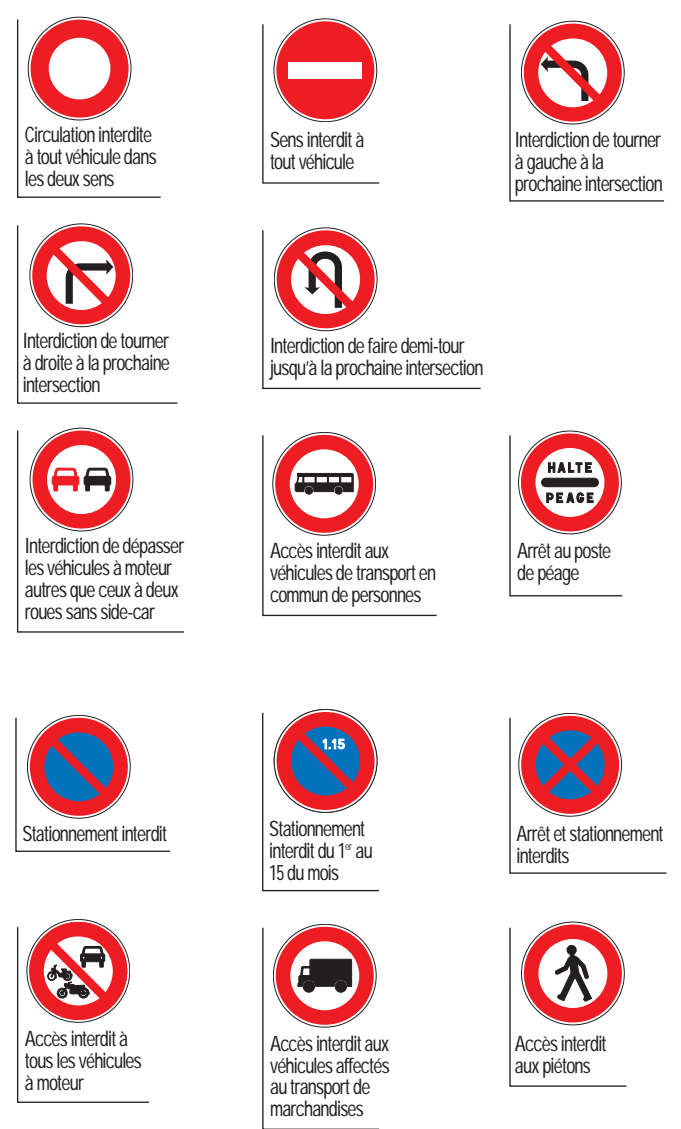 Circulation interdite
à tout véhicule dans
les deux sens
Sens interdit à
tout véhicule
Interdiction de tourner
à gauche à la
prochaine intersection
Interdiction de tourner
à droite à la prochaine
intersection
Interdiction de faire demi-tour
jusqu'à la prochaine intersection
Interdiction de dépasser
les véhicules à moteur
autres que ceux à deux
roues sans side-car
Accès interdit aux
véhicules de transport en
commun de personnes
HALTE
PEAGE
Arrêt au poste
de péage
Stationnement interdit
1.15
Stationnement
interdit du 1er au
15 du mois
Arrêt et stationnement
interdits
Accès interdit à
tous les véhicules
à moteur
Accès interdit aux
véhicules affectés
au transport de
marchandises
Accès interdit
aux piétons